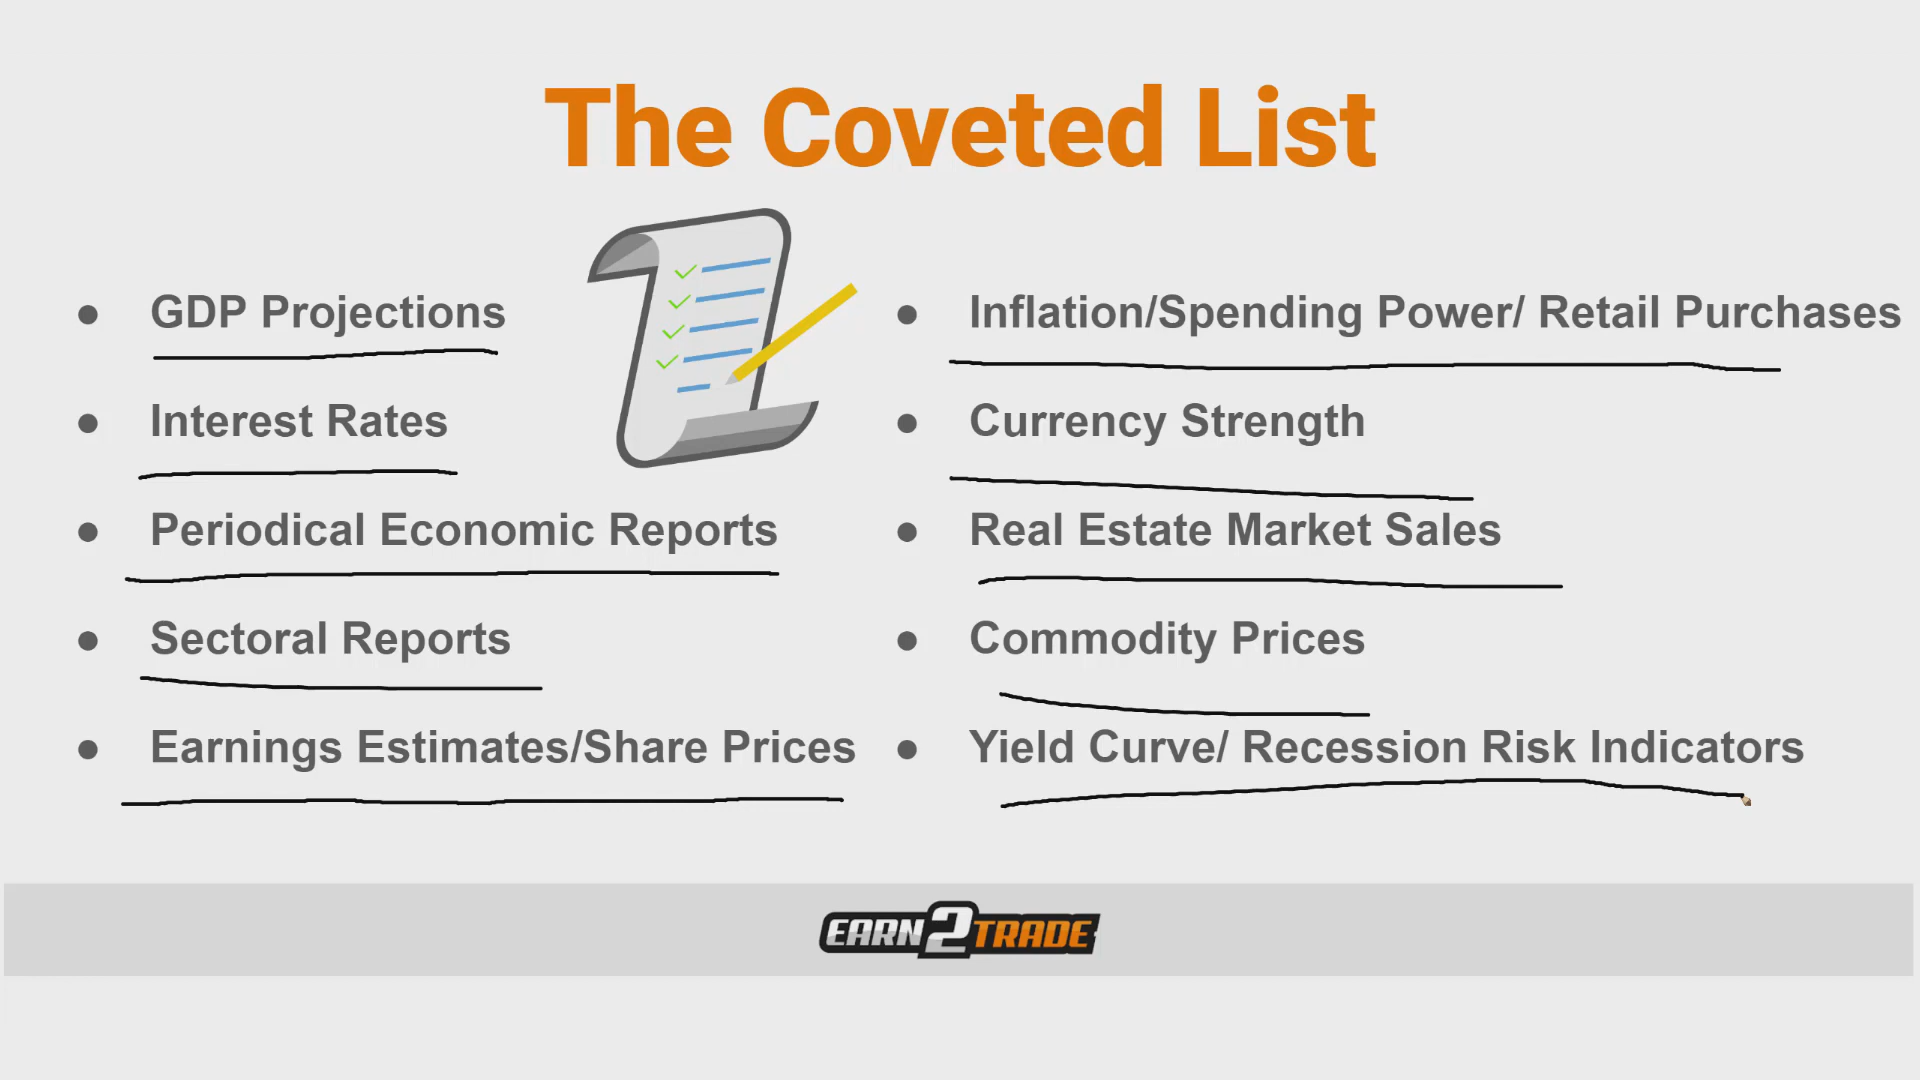 The Coveted List
GDP Projections
Interest Rates
Periodical Economic Reports
Sectoral Reports
Earnings Estimates/Share Prices
Inflation/Spending Power/ Retail Purchases
Currency Strength
Real Estate Market Sales
Commodity Prices
Yield Curve/ Recession Risk Indicators
EARN2TRADE